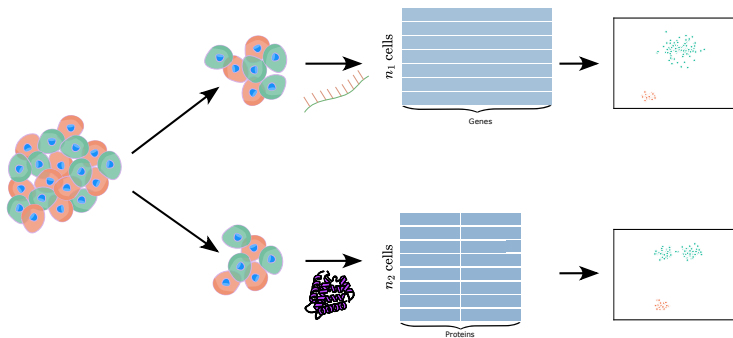 n₁ cells
Genes
n₂ cells
Proteins